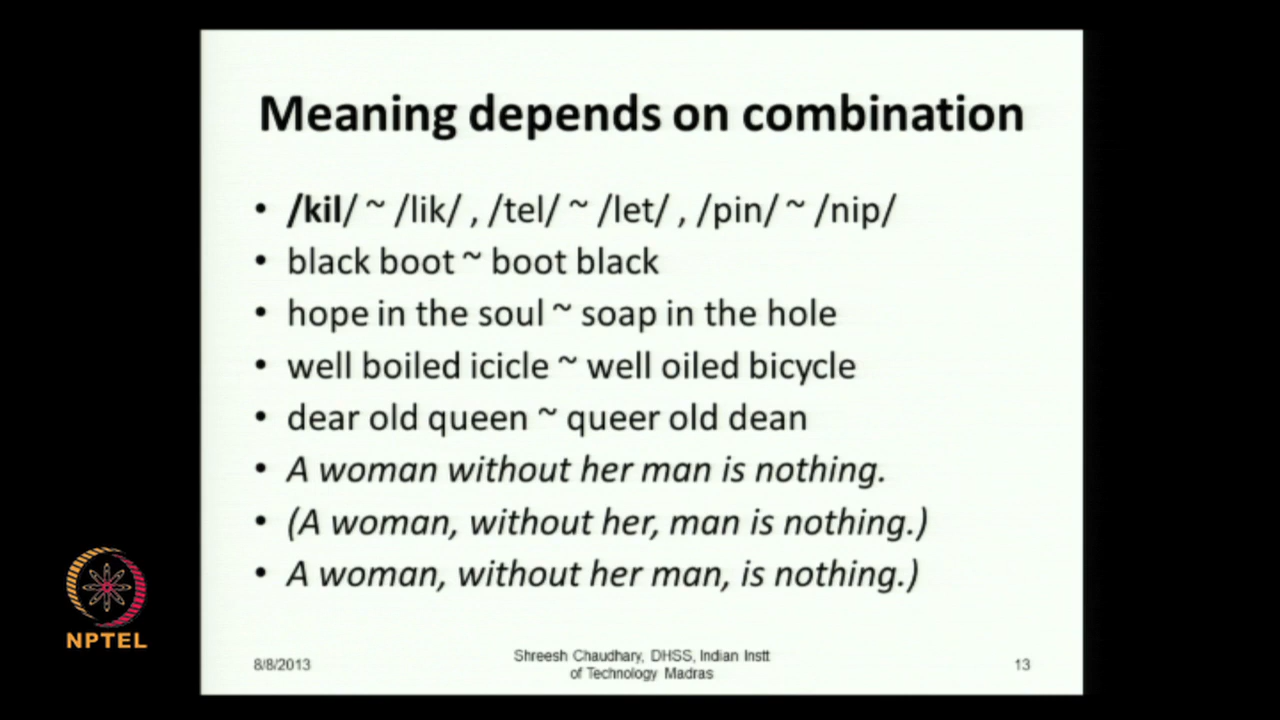 Meaning depends on combination
• /kil/ ~ /lik/ , /tel/ ~ /let/ , /pin/ ~ /nip/
• black boot ~ boot black
• hope in the soul ~ soap in the hole
• well boiled icicle ~ well oiled bicycle
• dear old queen ~ queer old dean
• A woman without her man is nothing.
• (A woman, without her, man is nothing.)
• A woman, without her man, is nothing.)
NPTEL
8/8/2013
Shreesh Chaudhary, DHSS, Indian Instt
of Technology Madras
13